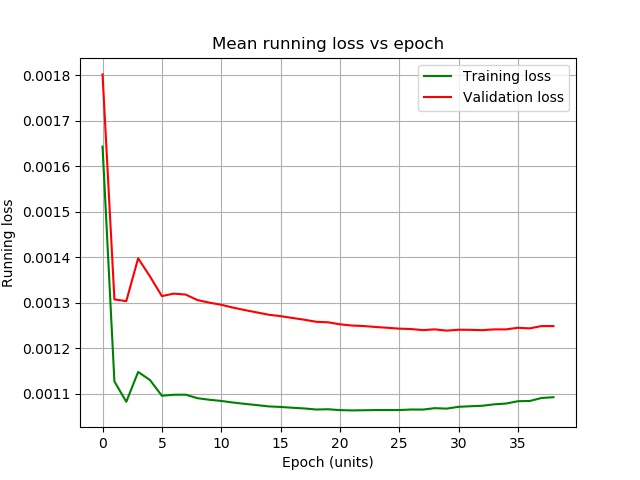 Mean running loss vs epoch
Training loss
Validation loss
0.0018
0.0017
0.0016
0.0015
0.0014
0.0013
0.0012
0.0011
Running loss
0 5 10 15 20 25 30 35
Epoch (units)